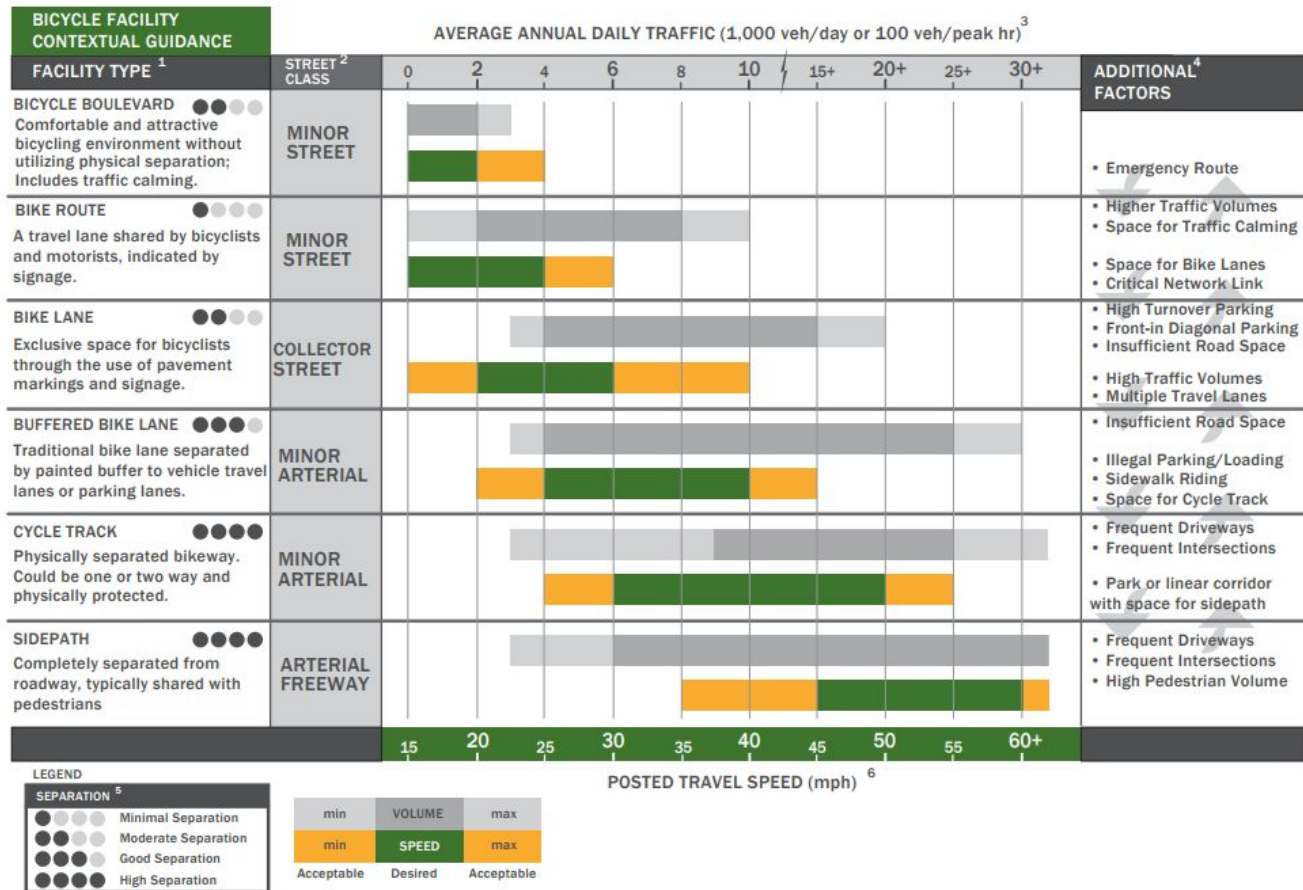 BICYCLE FACILITY
CONTEXTUAL GUIDANCE
AVERAGE ANNUAL DAILY TRAFFIC (1,000 veh/day or 100 veh/peak hr)3
FACILITY TYPE 1
STREET 2
CLASS
0 2 4 6 8 10 15+ 20+ 25+ 30+
ADDITIONAL4
FACTORS
BICYCLE BOULEVARD
Comfortable and attractive
bicycling environment without
utilizing physical separation;
Includes traffic calming.
MINOR
STREET
• Emergency Route
BIKE ROUTE
A travel lane shared by bicyclists
and motorists, indicated by
signage.
MINOR
STREET
• Higher Traffic Volumes
• Space for Traffic Calming
• Space for Bike Lanes
• Critical Network Link
BIKE LANE
Exclusive space for bicyclists
through the use of pavement
markings and signage.
COLLECTOR
STREET
• High Turnover Parking
• Front-in Diagonal Parking
• Insufficient Road Space
• High Traffic Volumes
• Multiple Travel Lanes
BUFFERED BIKE LANE
Traditional bike lane separated
by painted buffer to vehicle travel
lanes or parking lanes.
MINOR
ARTERIAL
• Insufficient Road Space
• Illegal Parking/Loading
• Sidewalk Riding
• Space for Cycle Track
CYCLE TRACK
Physically separated bikeway.
Could be one or two way and
physically protected.
MINOR
ARTERIAL
• Frequent Driveways
• Frequent Intersections
• Park or linear corridor
with space for sidepath
SIDEPATH
Completely separated from
roadway, typically shared with
pedestrians
ARTERIAL
FREEWAY
• Frequent Driveways
• Frequent Intersections
• High Pedestrian Volume
15 20 25 30 35 40 45 50 55 60+
POSTED TRAVEL SPEED (mph) 6
LEGEND
SEPARATION 5
Minimal Separation
Moderate Separation
Good Separation
High Separation
min VOLUME max
min SPEED max
Acceptable Desired Acceptable